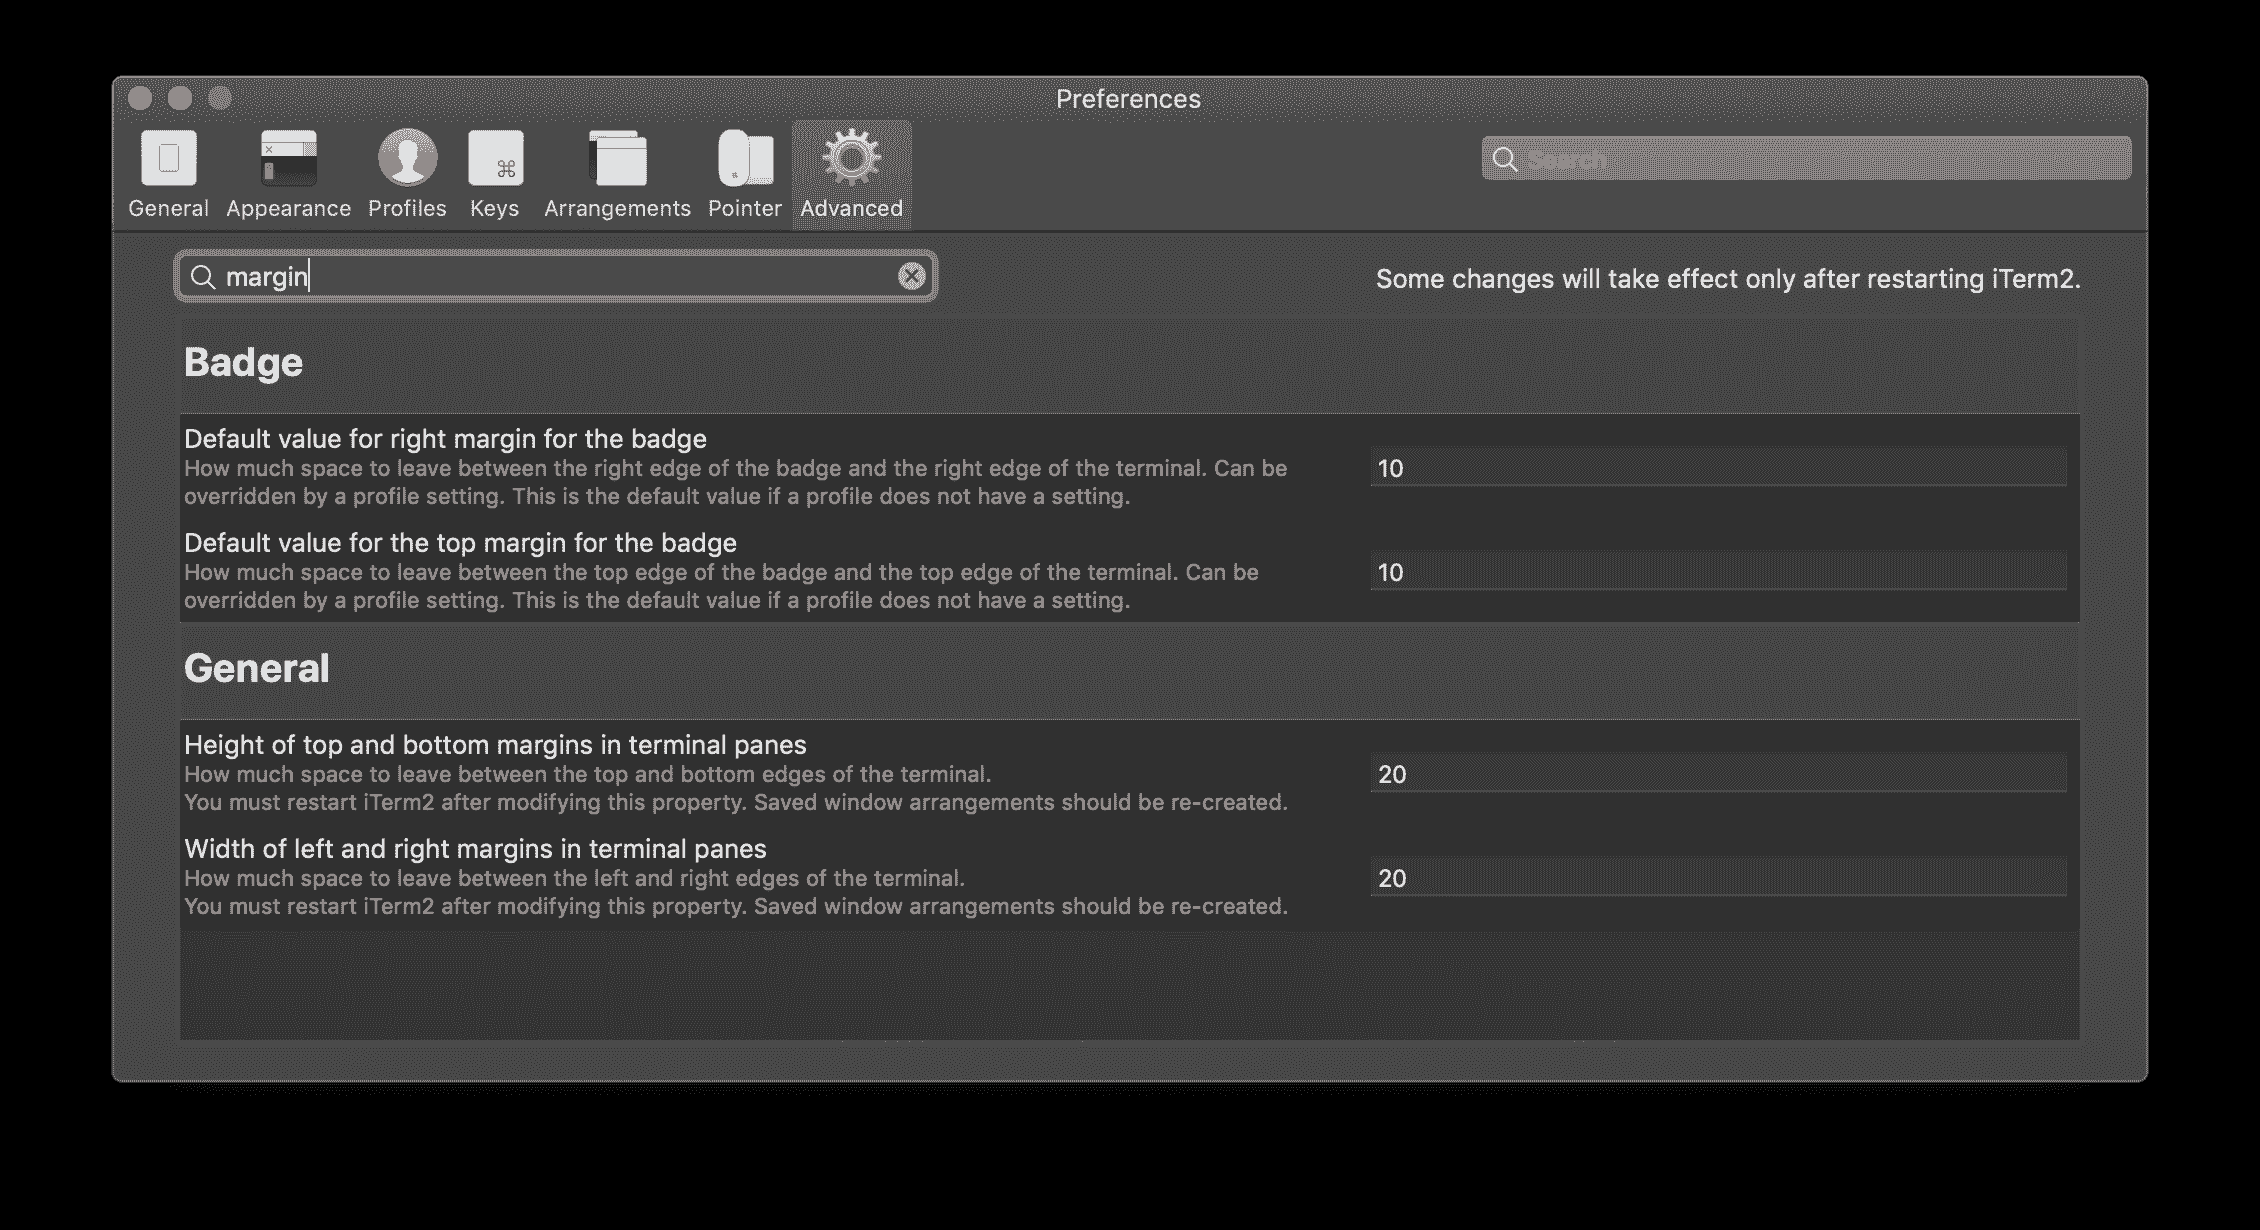 Preferences
General Appearance Profiles Keys Arrangements Pointer Advanced
Search
margin
Some changes will take effect only after restarting iTerm2.
Badge
Default value for right margin for the badge
How much space to leave between the right edge of the badge and the right edge of the terminal. Can be
overridden by a profile setting. This is the default value if a profile does not have a setting.
10
Default value for the top margin for the badge
How much space to leave between the top edge of the badge and the top edge of the terminal. Can be
overridden by a profile setting. This is the default value if a profile does not have a setting.
10
General
Height of top and bottom margins in terminal panes
How much space to leave between the top and bottom edges of the terminal.
You must restart iTerm2 after modifying this property. Saved window arrangements should be re-created.
20
Width of left and right margins in terminal panes
How much space to leave between the left and right edges of the terminal.
You must restart iTerm2 after modifying this property. Saved window arrangements should be re-created.
20